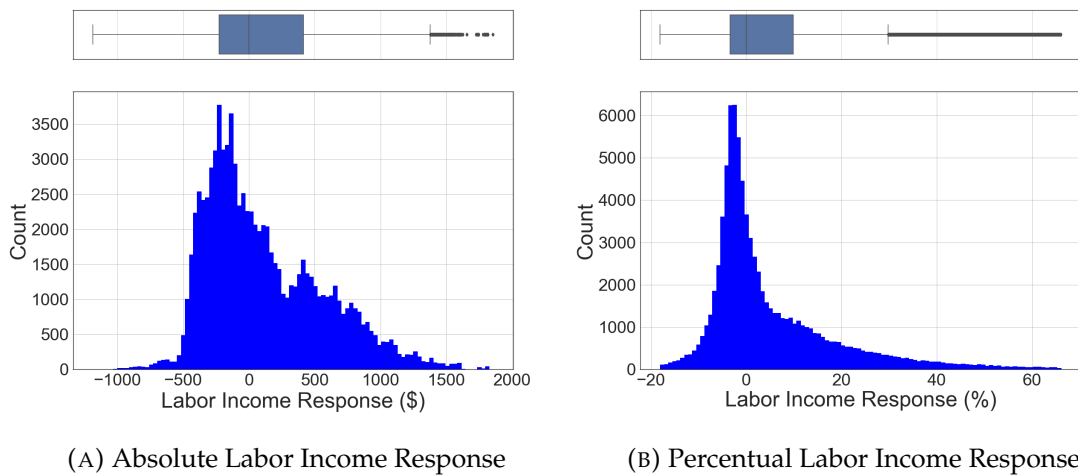 3500
3000
2500
2000
1500
1000
500
0
Count
−1000 −500 0 500 1000 1500 2000
Labor Income Response ($)
(A) Absolute Labor Income Response
6000
5000
4000
3000
2000
1000
0
Count
−20 0 20 40 60
Labor Income Response (%)
(B) Percentual Labor Income Response